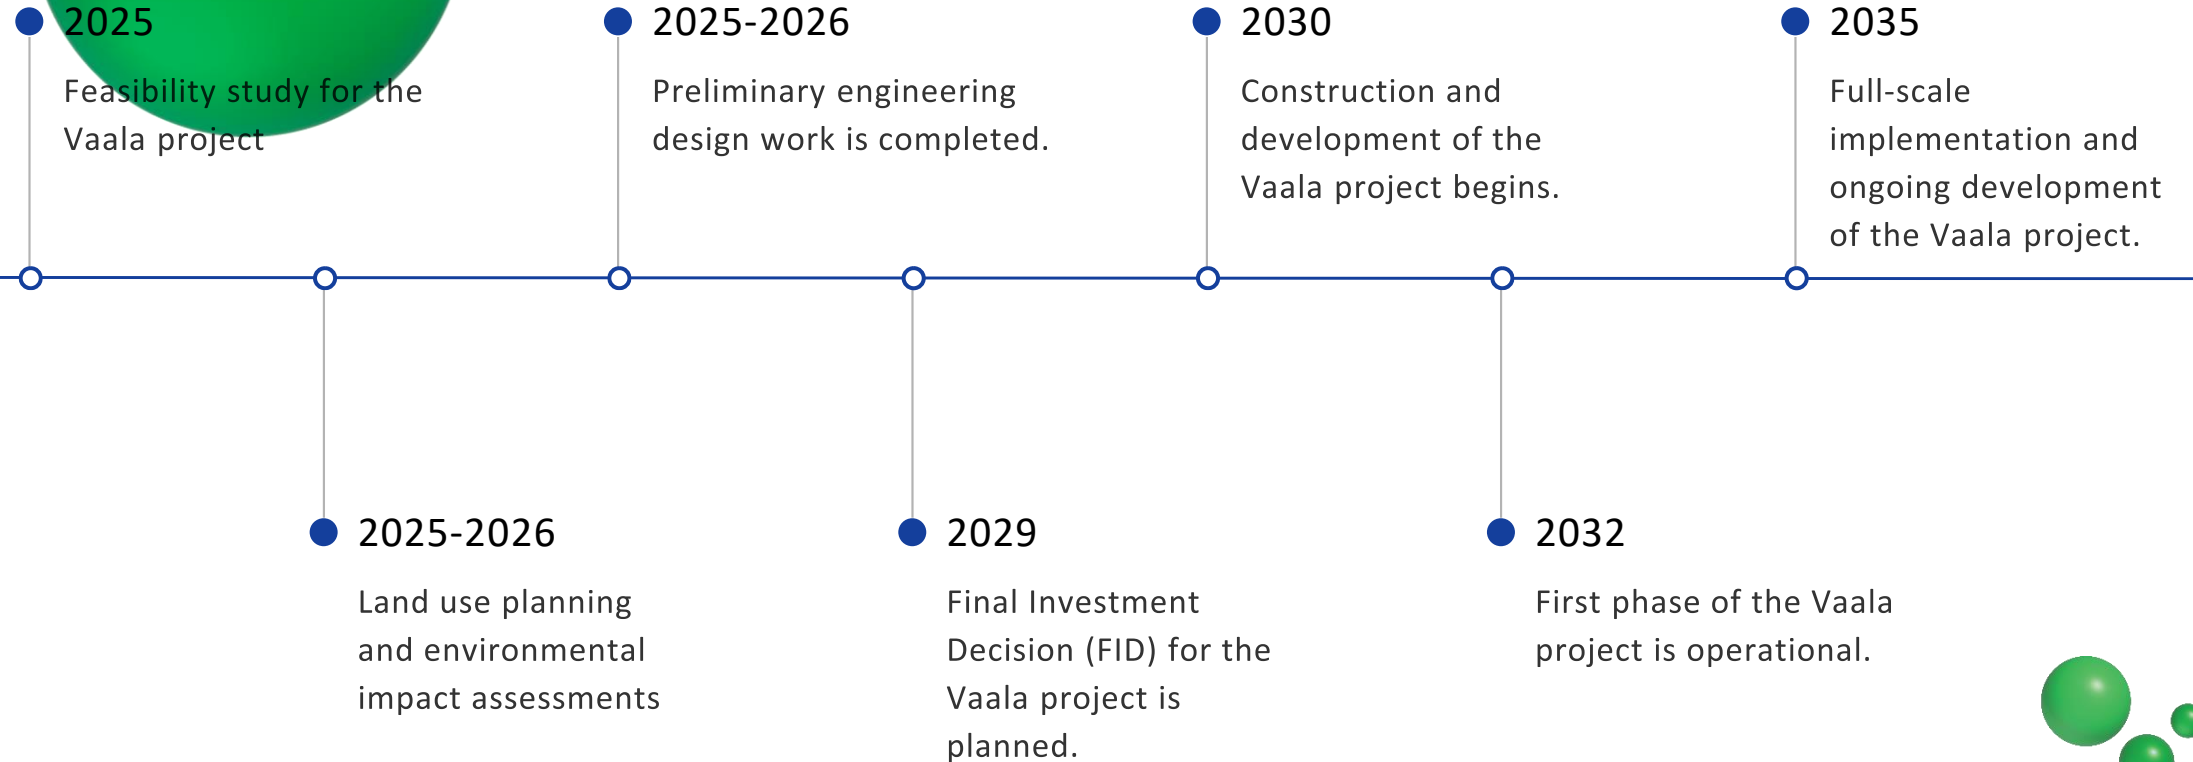 2025
Feasibility study for the
Vaala project
2025-2026
Preliminary engineering
design work is completed.
2030
Construction and
development of the
Vaala project begins.
2035
Full-scale
implementation and
ongoing development
of the Vaala project.
2025-2026
Land use planning
and environmental
impact assessments
2029
Final Investment
Decision (FID) for the
Vaala project is
planned.
2032
First phase of the Vaala
project is operational.